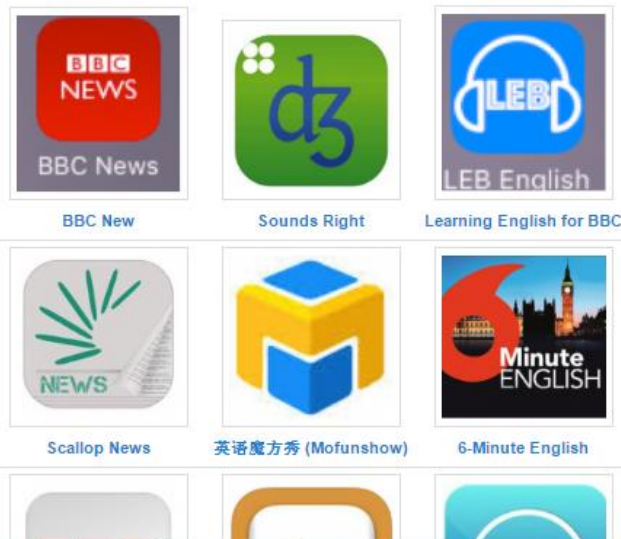 BBC
NEWS
BBC News
dʒ
LEB
LEB English
BBC New
Sounds Right
Learning English for BBC
NEWS
Minute
ENGLISH
Scallop News
英语魔方秀 (Mofunshow)
6-Minute English